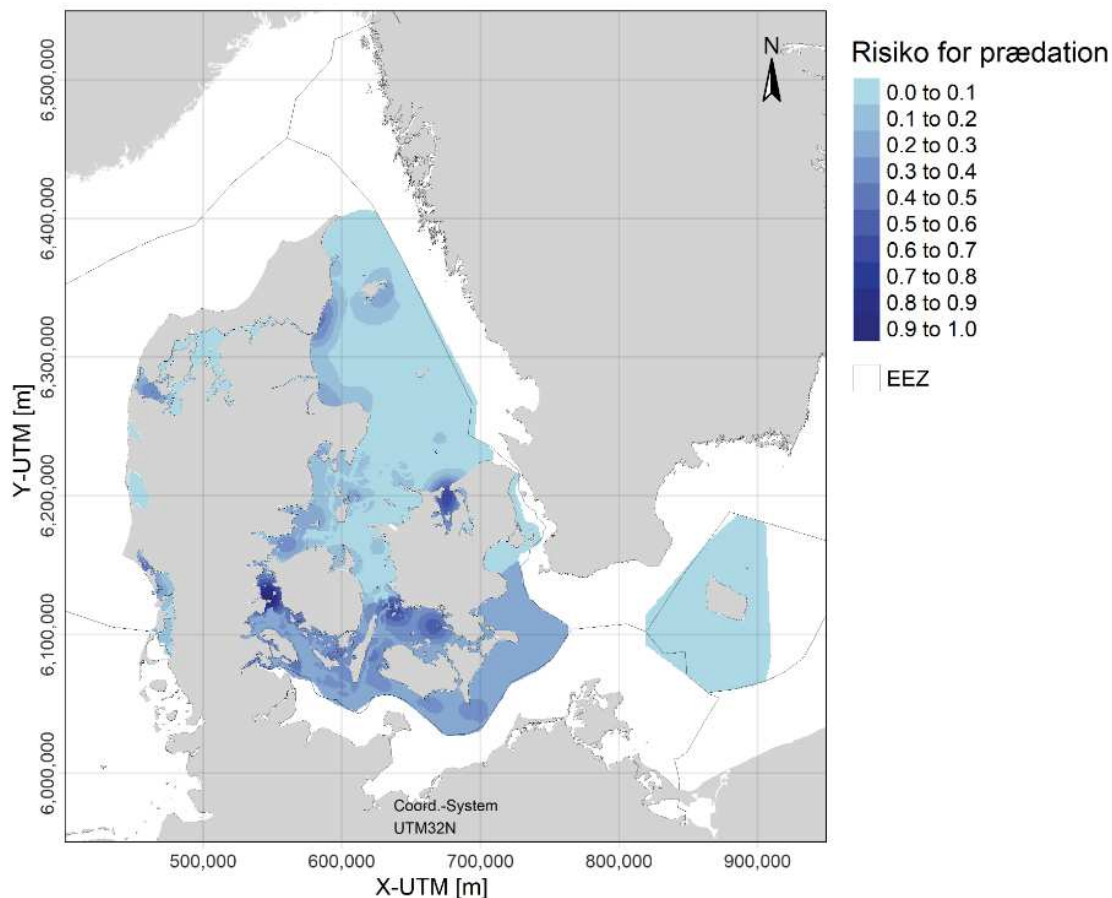 Risiko for prædation
0.0 to 0.1
0.1 to 0.2
0.2 to 0.3
0.3 to 0.4
0.4 to 0.5
0.5 to 0.6
0.6 to 0.7
0.7 to 0.8
0.8 to 0.9
0.9 to 1.0
EEZ
N
Y-UTM [m]
6,500,000
6,400,000
6,300,000
6,200,000
6,100,000
6,000,000
Coord.-System
UTM32N
500,000 600,000 700,000 800,000 900,000
X-UTM [m]